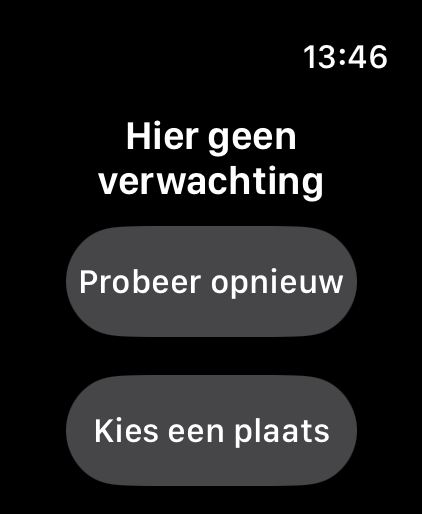 13:46
Hier geen
verwachting
Probeer opnieuw
Kies een plaats